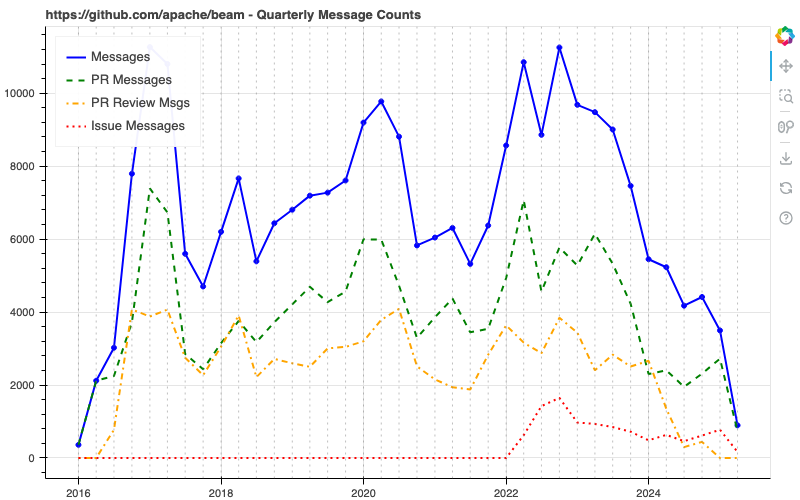 https://github.com/apache/beam - Quarterly Message Counts
Messages
PR Messages
PR Review Msgs
Issue Messages
10000
8000
6000
4000
2000
0
2016
2018
2020
2022
2024